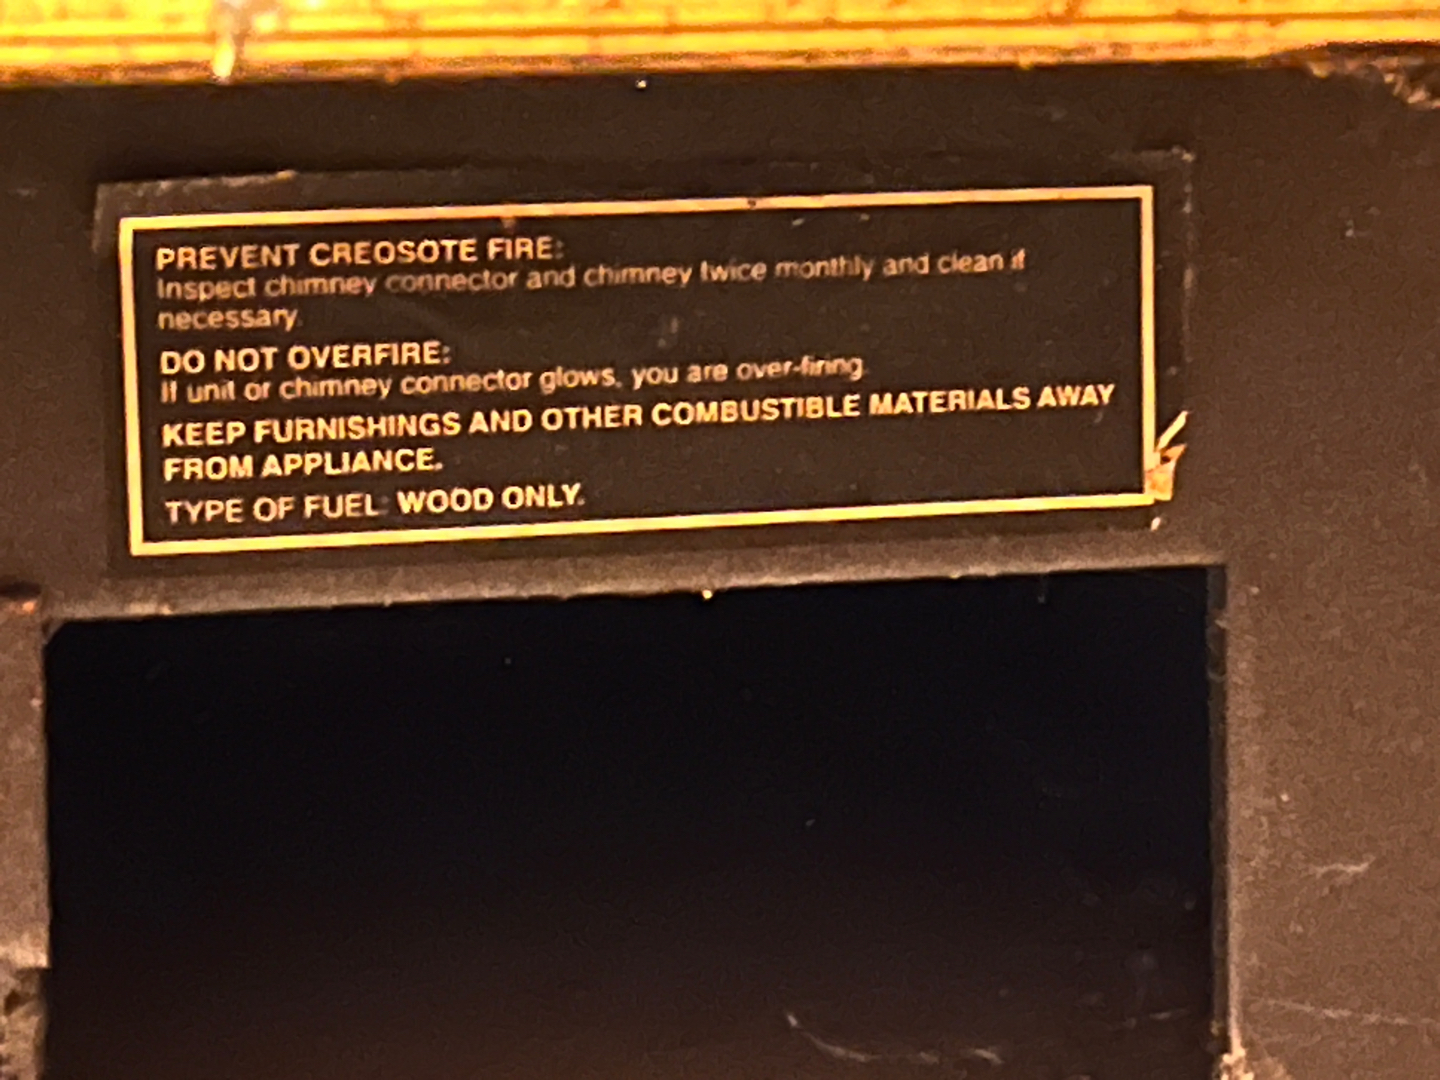 PREVENT CREOSOTE FIRE:
Inspect chimney connector and chimney twice monthly and clean if
necessary.
DO NOT OVERFIRE:
If unit or chimney connector glows, you are over-firing.
KEEP FURNISHINGS AND OTHER COMBUSTIBLE MATERIALS AWAY
FROM APPLIANCE.
TYPE OF FUEL: WOOD ONLY.